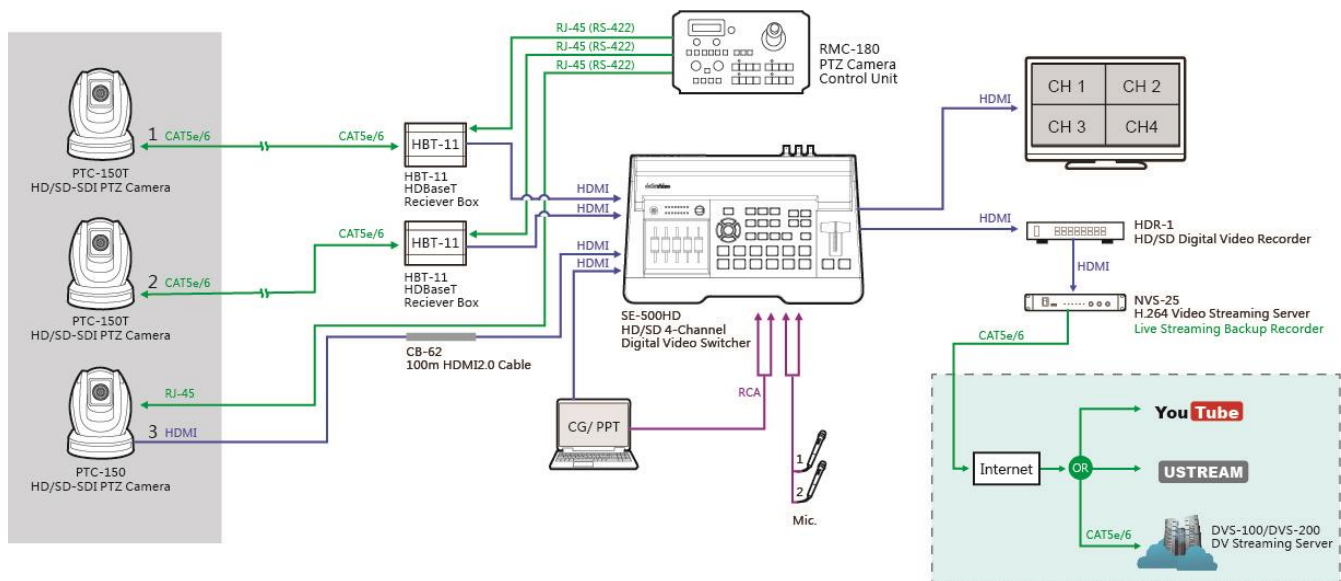 RJ-45 (RS-422)
RJ-45 (RS-422)
RJ-45 (RS-422)
RMC-180
PTZ Camera
Control Unit
1 CAT5e/6
CAT5e/6
HBT-11
HBT-11
HDBaseT
Reciever Box
PTC-150T
HD/SD-SDI PTZ Camera
2 CAT5e/6
CAT5e/6
HBT-11
HBT-11
HDBaseT
Reciever Box
PTC-150T
HD/SD-SDI PTZ Camera
RJ-45
3 HDMI
PTC-150
HD/SD-SDI PTZ Camera
CB-62
100m HDMI2.0 Cable
HDMI
HDMI
HDMI
HDMI
datavideo
SE-500HD
HD/SD 4-Channel
Digital Video Switcher
CG/ PPT
RCA
1
2
Mic.
HDMI
CH 1
CH 2
CH 3
CH4
HDMI
HDR-1
HD/SD Digital Video Recorder
HDMI
NVS-25
H.264 Video Streaming Server
Live Streaming Backup Recorder
CAT5e/6
Internet
OR
YouTube
USTREAM
CAT5e/6
DVS-100/DVS-200
DV Streaming Server